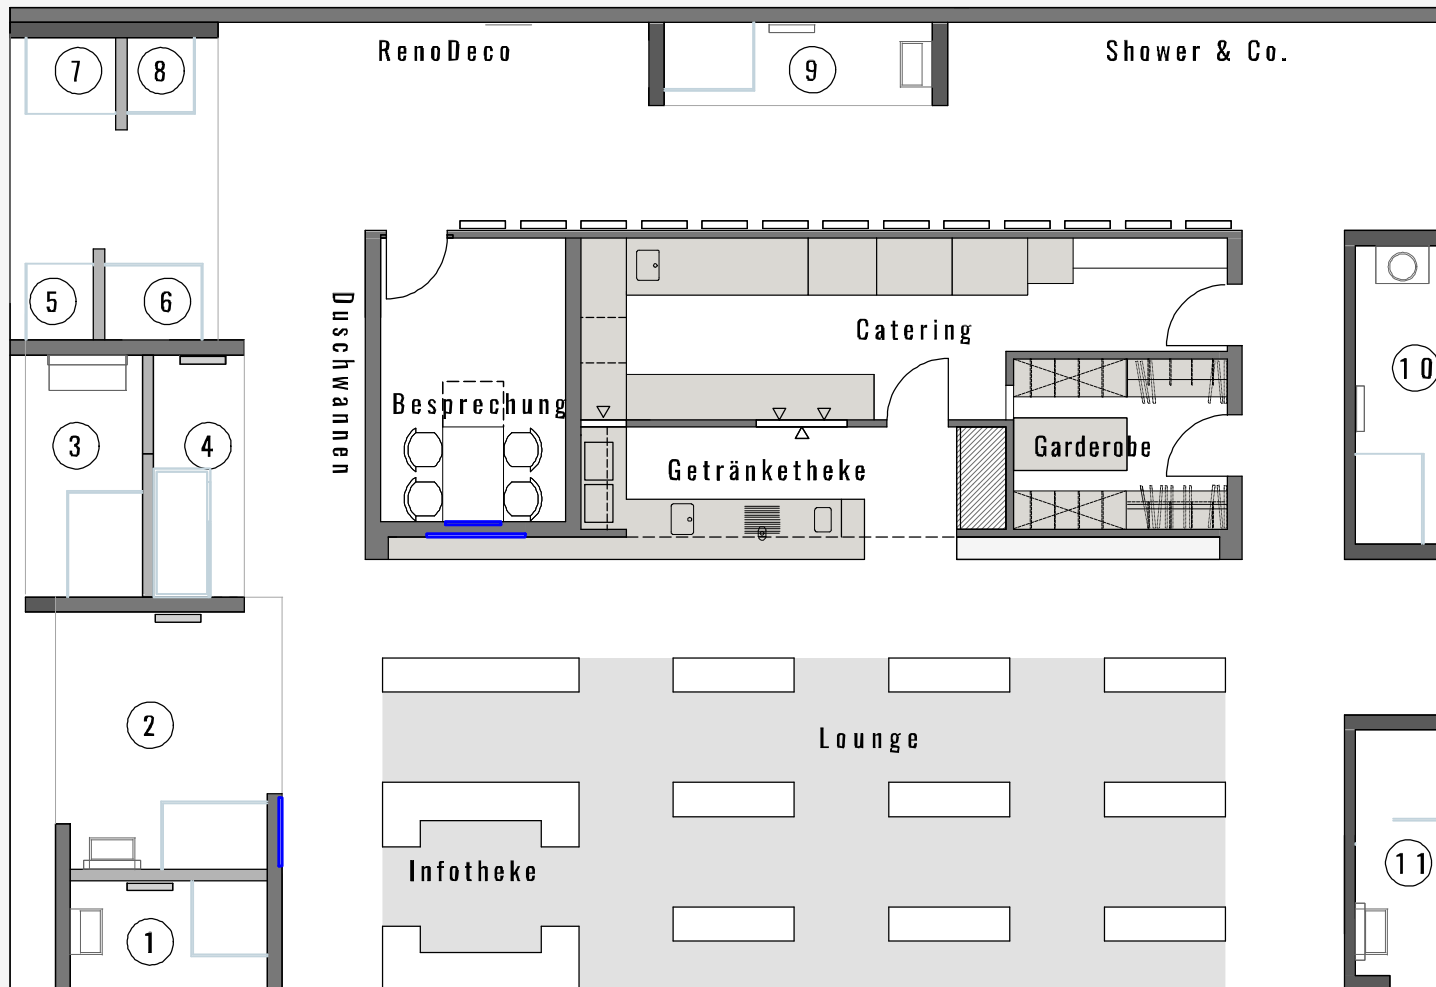 RenoDeco
Shower & Co.
7
8
9
5
6
Duschwannen
Catering
10
Besprechung
3
4
Garderobe
Getränketheke
2
Lounge
Infotheke
11
1